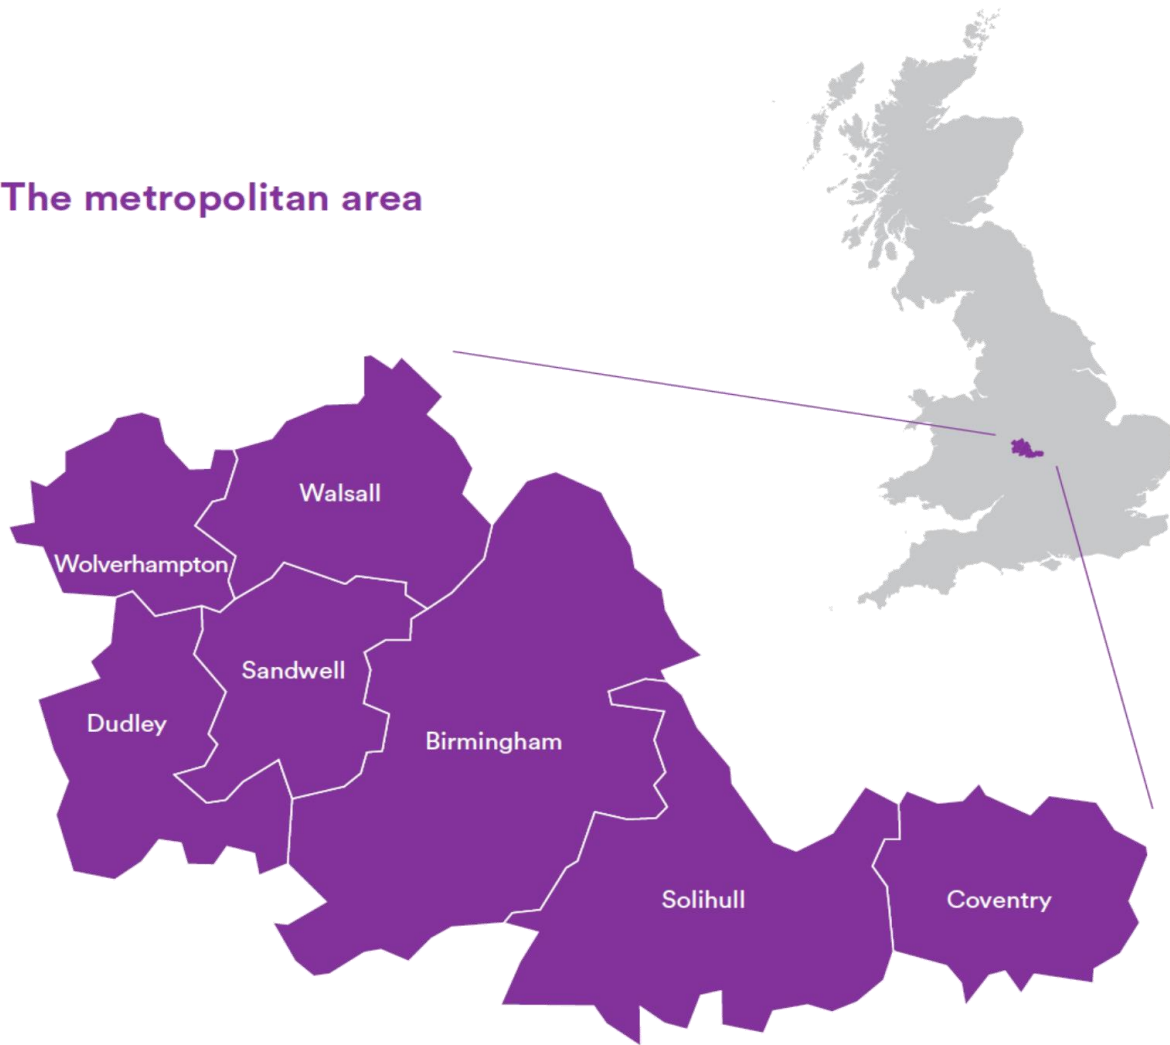 The metropolitan area
Walsall
Wolverhampton
Sandwell
Dudley
Birmingham
Solihull
Coventry